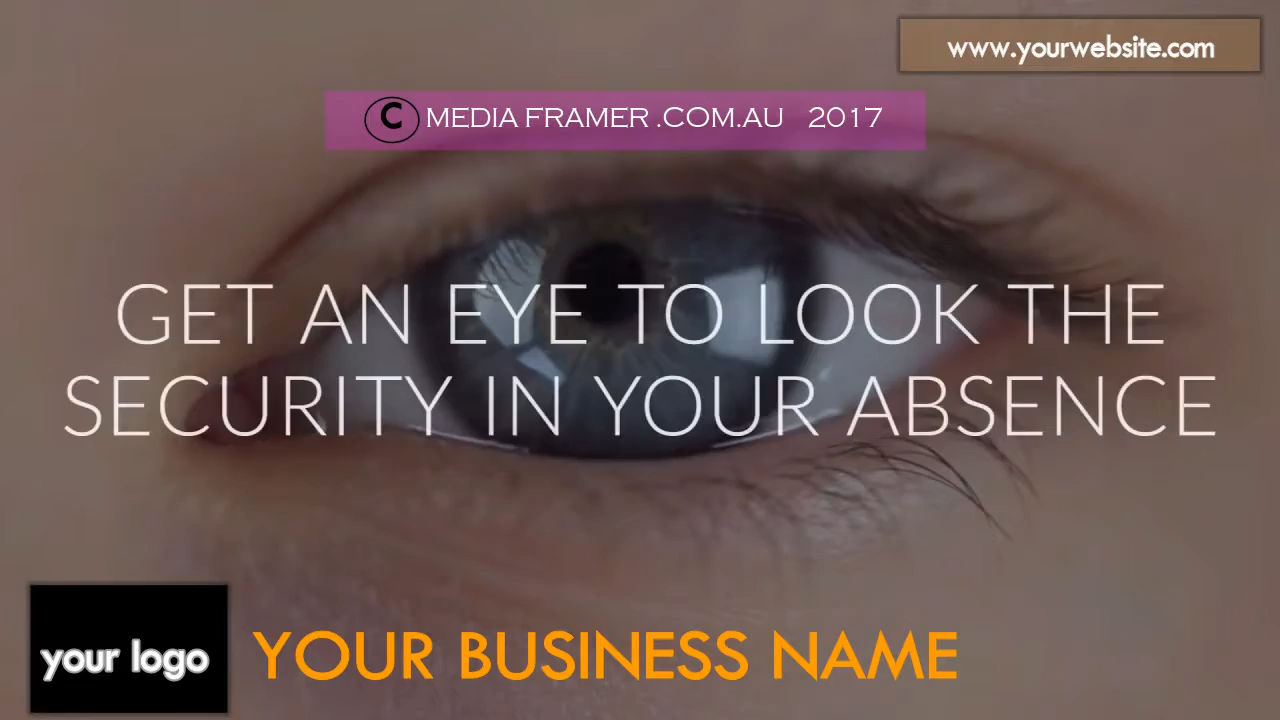 www.yourwebsite.com
C MEDIA FRAMER .COM.AU 2017
GET AN EYE TO LOOK THE
SECURITY IN YOUR ABSENCE
your logo
YOUR BUSINESS NAME